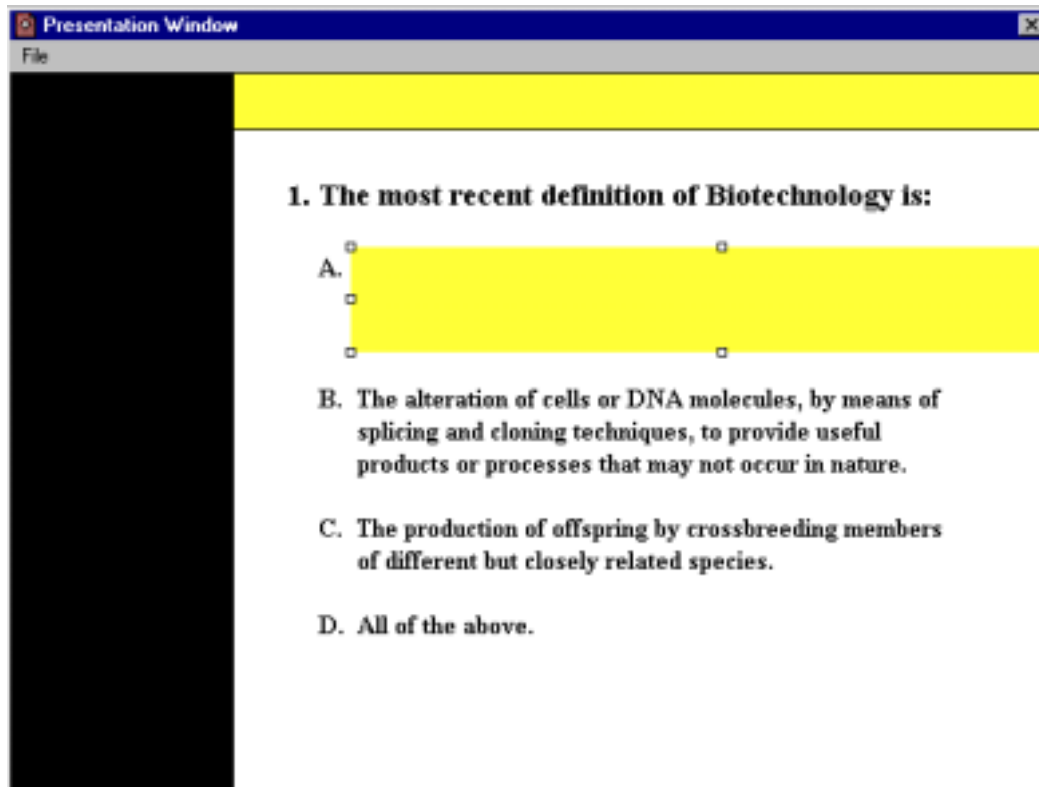 Presentation Window
File
1. The most recent definition of Biotechnology is:
A.
B. The alteration of cells or DNA molecules, by means of
splicing and cloning techniques, to provide useful
products or processes that may not occur in nature.
C. The production of offspring by crossbreeding members
of different but closely related species.
D. All of the above.